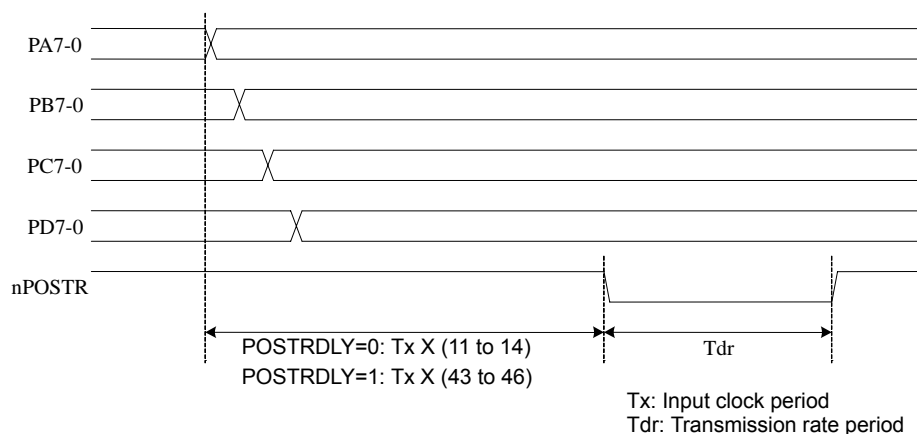 PA7-0
PB7-0
PC7-0
PD7-0
nPOSTR
POSTRDLY=0: Tx X (11 to 14)
POSTRDLY=1: Tx X (43 to 46)
Tdr
Tx: Input clock period
Tdr: Transmission rate period